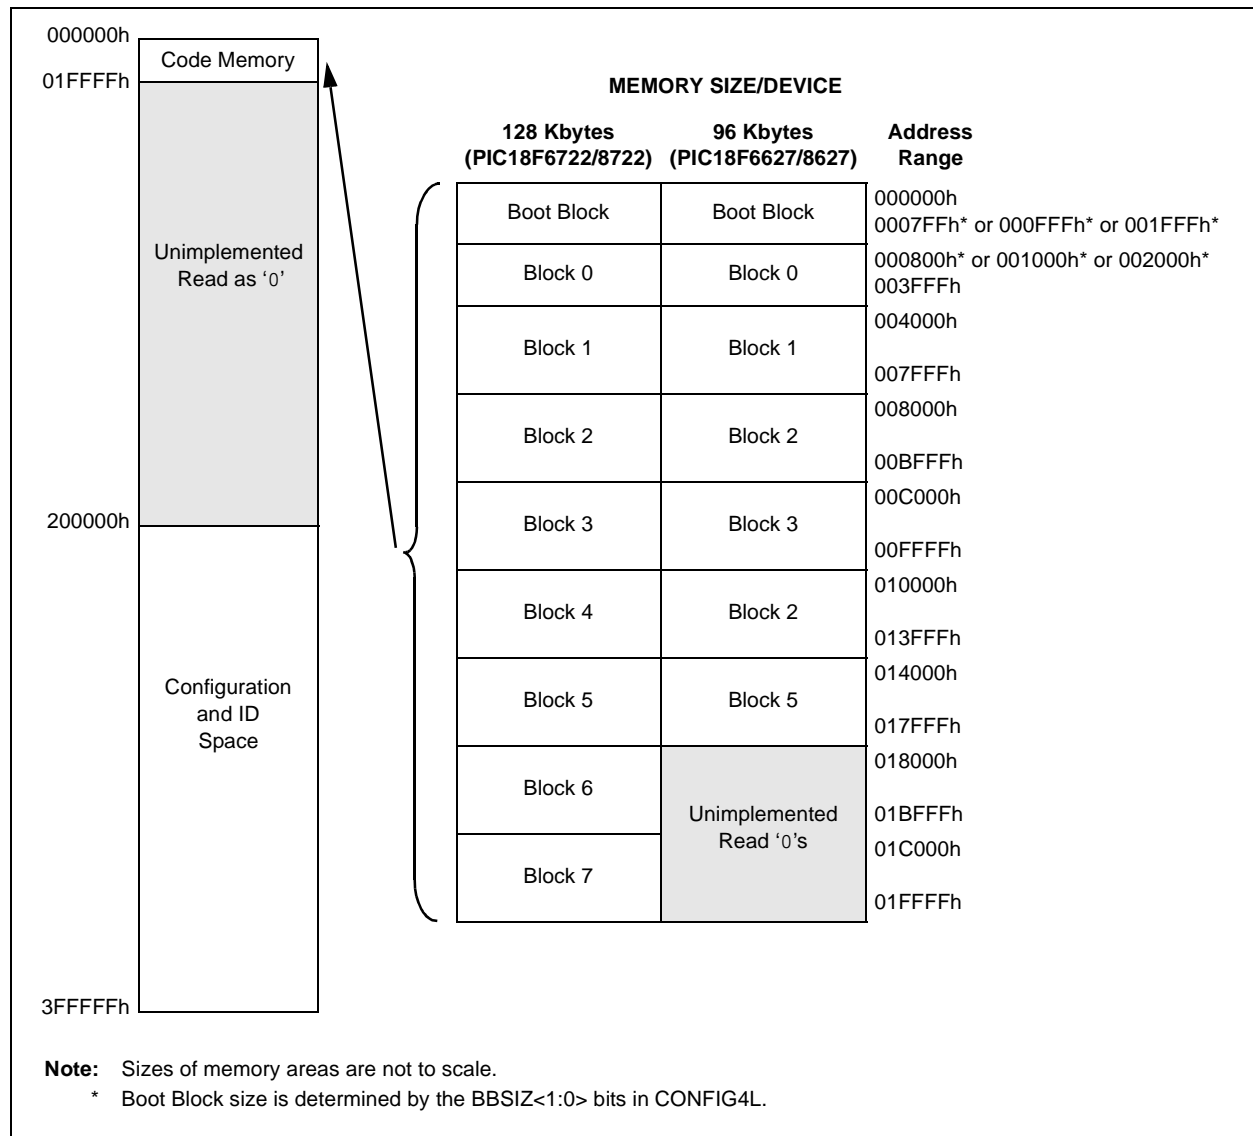 000000h
Code Memory
01FFFFh
Unimplemented
Read as ‘0’
200000h
Configuration
and ID
Space
3FFFFFh
MEMORY SIZE/DEVICE
128 Kbytes
(PIC18F6722/8722)
96 Kbytes
(PIC18F6627/8627)
Address
Range
Boot Block
Boot Block
000000h
0007FFh* or 000FFFh* or 001FFFh*
Block 0
Block 0
000800h* or 001000h* or 002000h*
003FFFh
Block 1
Block 1
004000h
007FFFh
Block 2
Block 2
008000h
00BFFFh
Block 3
Block 3
00C000h
00FFFFh
Block 4
Block 2
010000h
013FFFh
Block 5
Block 5
014000h
017FFFh
Block 6
Unimplemented
Read ‘0’s
018000h
01BFFFh
Block 7
01C000h
01FFFFh
Note: Sizes of memory areas are not to scale.
* Boot Block size is determined by the BBSIZ<1:0> bits in CONFIG4L.